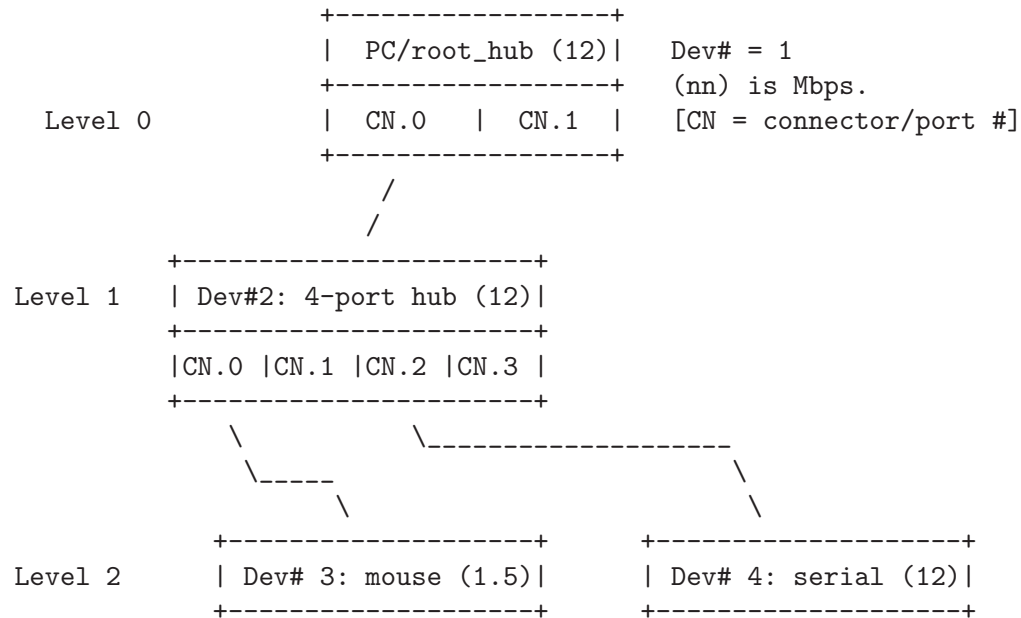 +------------------+
                  |  PC/root_hub (12)|   Dev# = 1
                  +------------------+   (nn) is Mbps.
  Level 0         |  CN.0   |  CN.1  |   [CN = connector/port #]
                  +------------------+
                      /
                     /
        +-----------------------+
Level 1 | Dev#2: 4-port hub (12)|
        +-----------------------+
        |CN.0 |CN.1 |CN.2 |CN.3 |
        +-----------------------+
            \           \____________________
             \_____                          \
                   \                          \
           +--------------------+      +--------------------+
Level 2    | Dev# 3: mouse (1.5)|      | Dev# 4: serial (12)|
           +--------------------+      +--------------------+